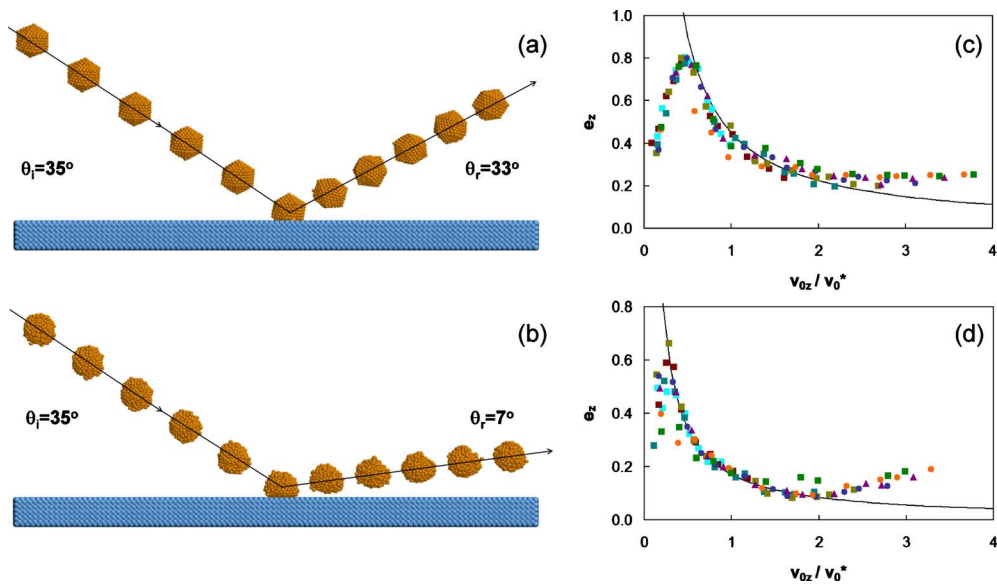 (a)
θi=35º
θr=33º
(b)
θi=35º
θr=7º
(c)
1.0
0.8
0.6
0.4
0.2
0.0
ez
0 1 2 3 4
v0z / v0*
(d)
0.8
0.6
0.4
0.2
0.0
ez
0 1 2 3 4
v0z / v0*